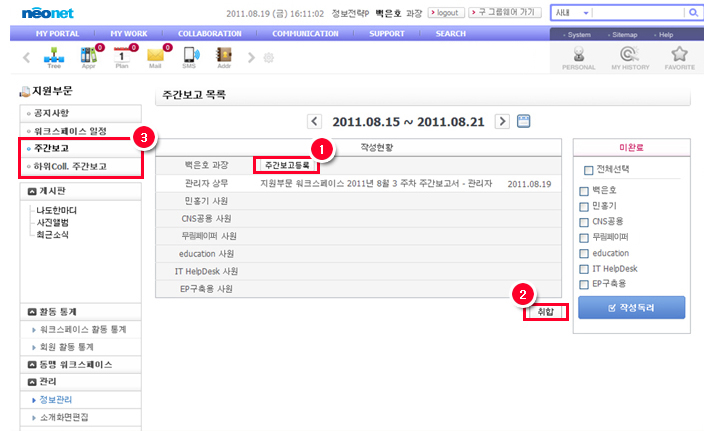 neonet
2011.08.19 (금) 16:11:02 정보전략P 백은호 과장 logout 구 그룹웨어 가기 사내
MY PORTAL MY WORK COLLABORATION COMMUNICATION SUPPORT SEARCH - System - Sitemap - Help
Tree Appr 0 1 Plan 0 Mail 0 SMS Addr PERSONAL MY HISTORY FAVORITE
지원부문
공지사항
워크스페이스 일정
3
주간보고
하위Coll. 주간보고
게시판
나도한마디
사진앨범
최근소식
활동 통계
워크스페이스 활동 통계
회원 활동 통계
동맹 워크스페이스
관리
정보관리
소개화면편집
주간보고 목록
2011.08.15 ~ 2011.08.21
작성현황
1
백은호 과장 주간보고등록
관리자 상무 지원부문 워크스페이스 2011년 8월 3 주차 주간보고서 - 관리자 2011.08.19
민홍기 사원
CNS공용 사원
무림페이퍼 사원
education 사원
IT HelpDesk 사원
EP구축용 사원
2
취합
미완료
전체선택
백은호
민홍기
CNS공용
무림페이퍼
education
IT HelpDesk
EP구축용
작성독려